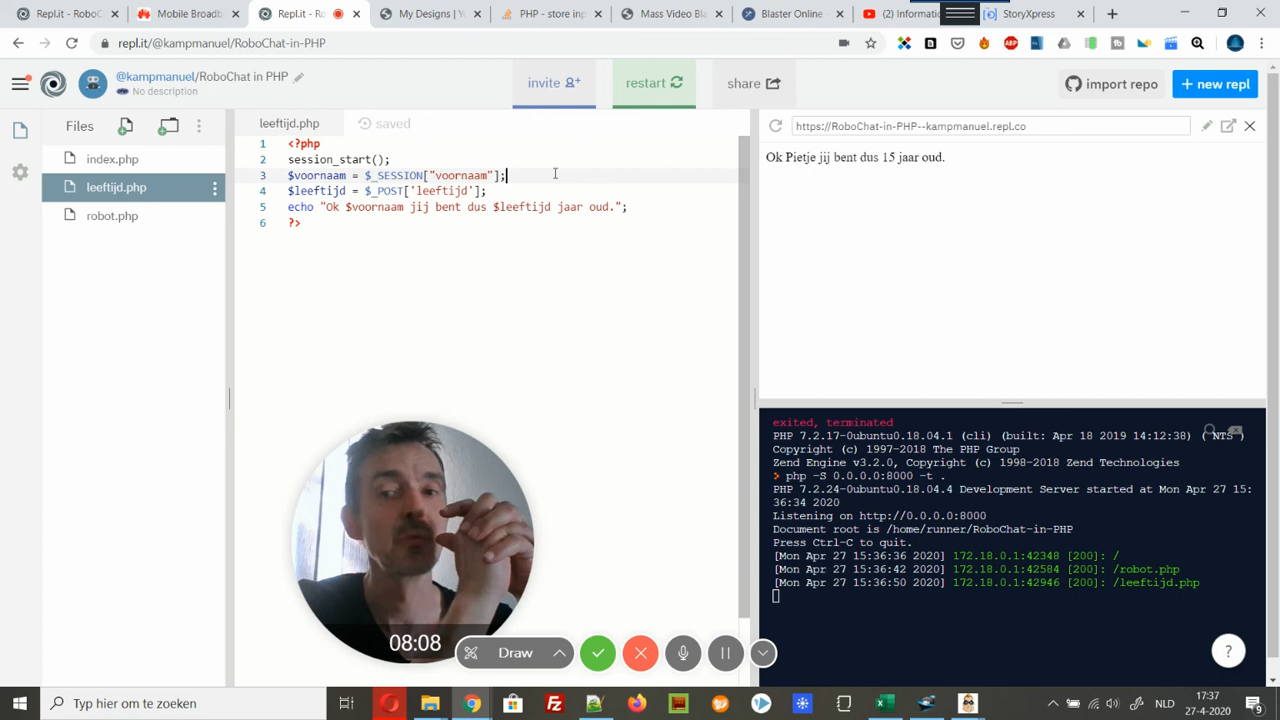 Repl.it - RoboC
Mobile Broad
Repl.it - Ro
My Designs | Y
PHP - store inp
Mass Video B
Blaster Online -
(2) Informati
StoryXpress
repl.it/@kampmanuel/RoboChat-in-PHP
@kampmanuel/RoboChat in PHP
No description
invite
restart
share
import repo
+ new repl
Files
index.php
leeftijd.php
robot.php
leeftijd.php
saved
1 <?php
2 session_start();
3 $voornaam = $_SESSION["voornaam"];
4 $leeftijd = $_POST['leeftijd'];
5 echo "Ok $voornaam jij bent dus $leeftijd jaar oud.";
6 ?>
https://RoboChat-in-PHP--kampmanuel.repl.co
Ok Pietje jij bent dus 15 jaar oud.
exited, terminated
PHP 7.2.17-0ubuntu0.18.04.1 (cli) (built: Apr 18 2019 14:12:38) ( NTS )
Copyright (c) 1997-2018 The PHP Group
Zend Engine v3.2.0, Copyright (c) 1998-2018 Zend Technologies
> php -S 0.0.0.0:8000 -t .
PHP 7.2.24-0ubuntu0.18.04.4 Development Server started at Mon Apr 27 15:
36:34 2020
Listening on http://0.0.0.0:8000
Document root is /home/runner/RoboChat-in-PHP
Press Ctrl-C to quit.
[Mon Apr 27 15:36:36 2020] 172.18.0.1:42348 [200]: /
[Mon Apr 27 15:36:42 2020] 172.18.0.1:42584 [200]: /robot.php
[Mon Apr 27 15:36:50 2020] 172.18.0.1:42946 [200]: /leeftijd.php
08:08
Draw
?
Typ hier om te zoeken
NLD
17:37
27-4-2020
9